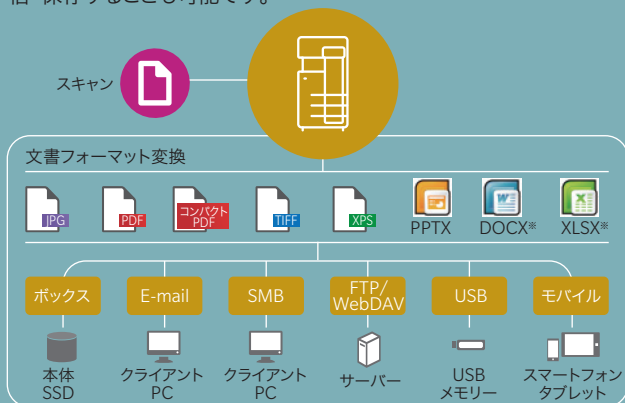 信・保存することも可能です。
スキャン
文書フォーマット変換
JPG
PDF
コンパクト
PDF
TIFF
XPS
PPTX
DOCX※
XLSX※
ボックス
E-mail
SMB
FTP/
WebDAV
USB
モバイル
本体
SSD
クライアント
PC
クライアント
PC
サーバー
USB
メモリー
スマートフォン
タブレット